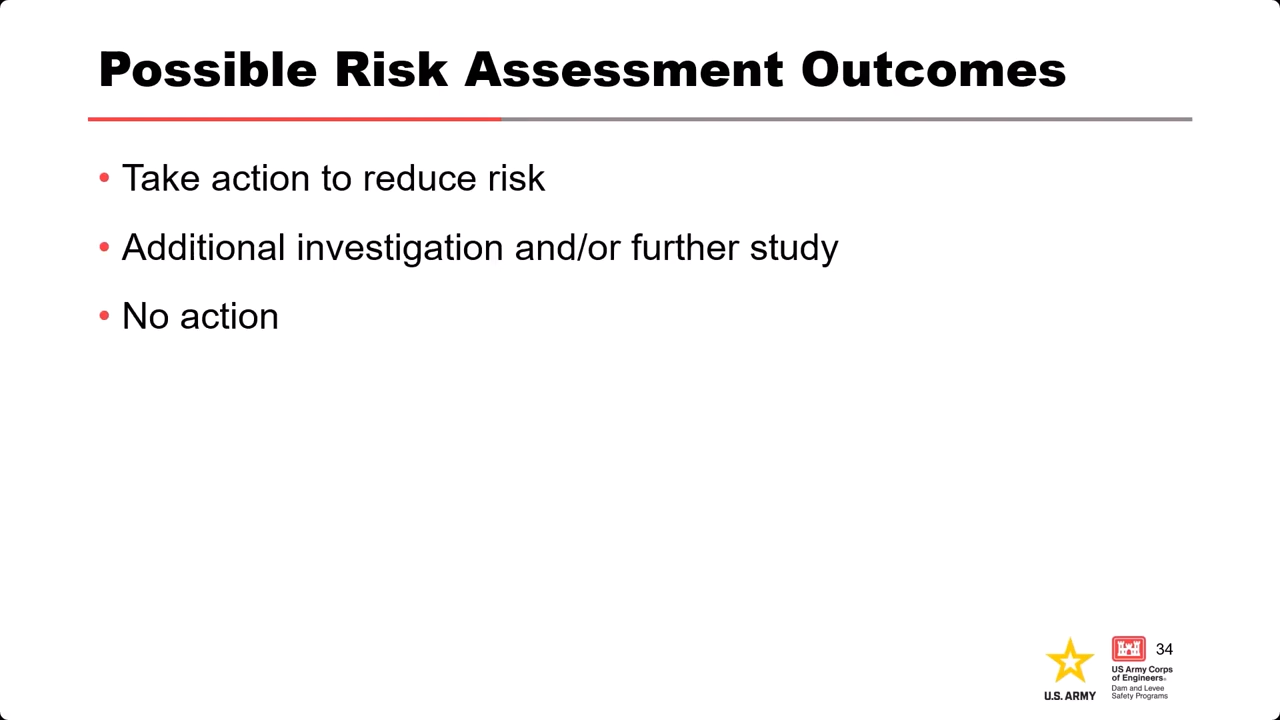 Possible Risk Assessment Outcomes
• Take action to reduce risk
• Additional investigation and/or further study
• No action
34
U.S. ARMY
US Army Corps
of Engineers®
Dam and Levee
Safety Programs